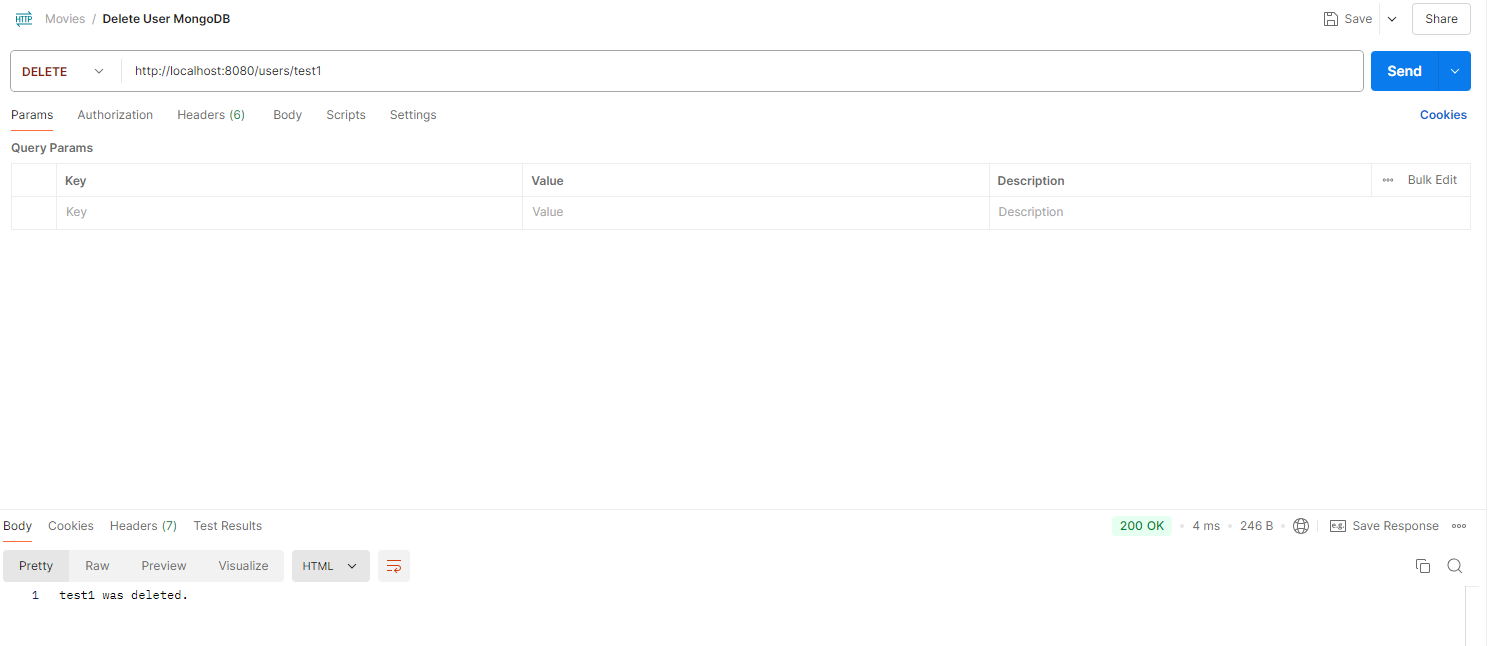 HTTP Movies / Delete User MongoDB Save Share
DELETE http://localhost:8080/users/test1 Send
Params Authorization Headers (6) Body Scripts Settings Cookies
Query Params
Key Value Description Bulk Edit
Key Value Description
Body Cookies Headers (7) Test Results 200 OK 4 ms 246 B e.g. Save Response
Pretty Raw Preview Visualize HTML
1 test1 was deleted.